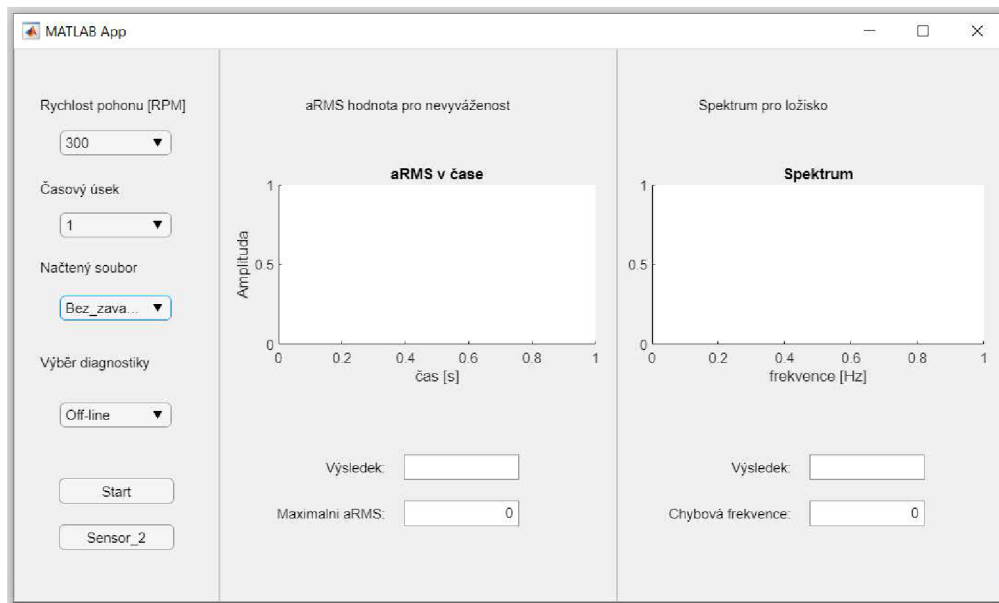 MATLAB App
Rychlost pohonu [RPM]
300
Časový úsek
1
Načtený soubor
Bez_zava...
Výběr diagnostiky
Off-line
Start
Sensor_2
aRMS hodnota pro nevyváženost
aRMS v čase
Amplituda
1
0.5
0
0 0.2 0.4 0.6 0.8 1
čas [s]
Výsledek:
Maximalni aRMS: 0
Spektrum pro ložisko
Spektrum
1
0.5
0
0 0.2 0.4 0.6 0.8 1
frekvence [Hz]
Výsledek:
Chybová frekvence: 0